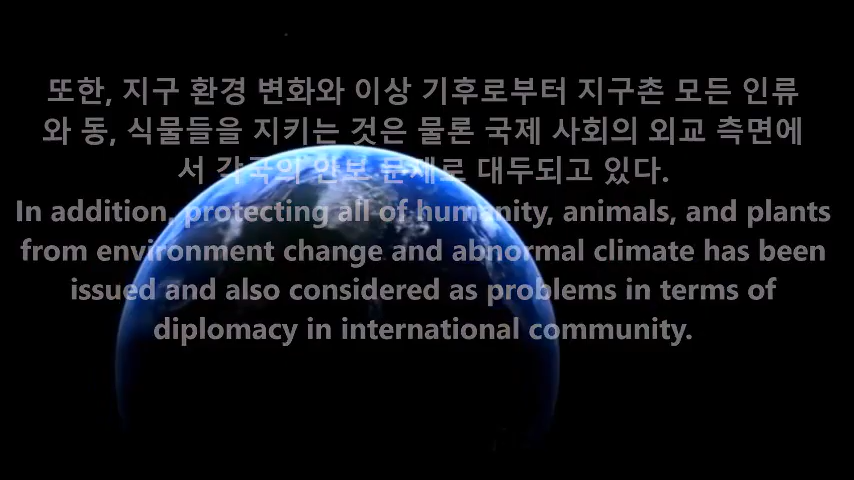 또한, 지구 환경 변화와 이상 기후로부터 지구촌 모든 인류
와 동, 식물들을 지키는 것은 물론 국제 사회의 외교 측면에
서 각국의 안보 문제로 대두되고 있다.
In addition, protecting all of humanity, animals, and plants
from environment change and abnormal climate has been
issued and also considered as problems in terms of
diplomacy in international community.